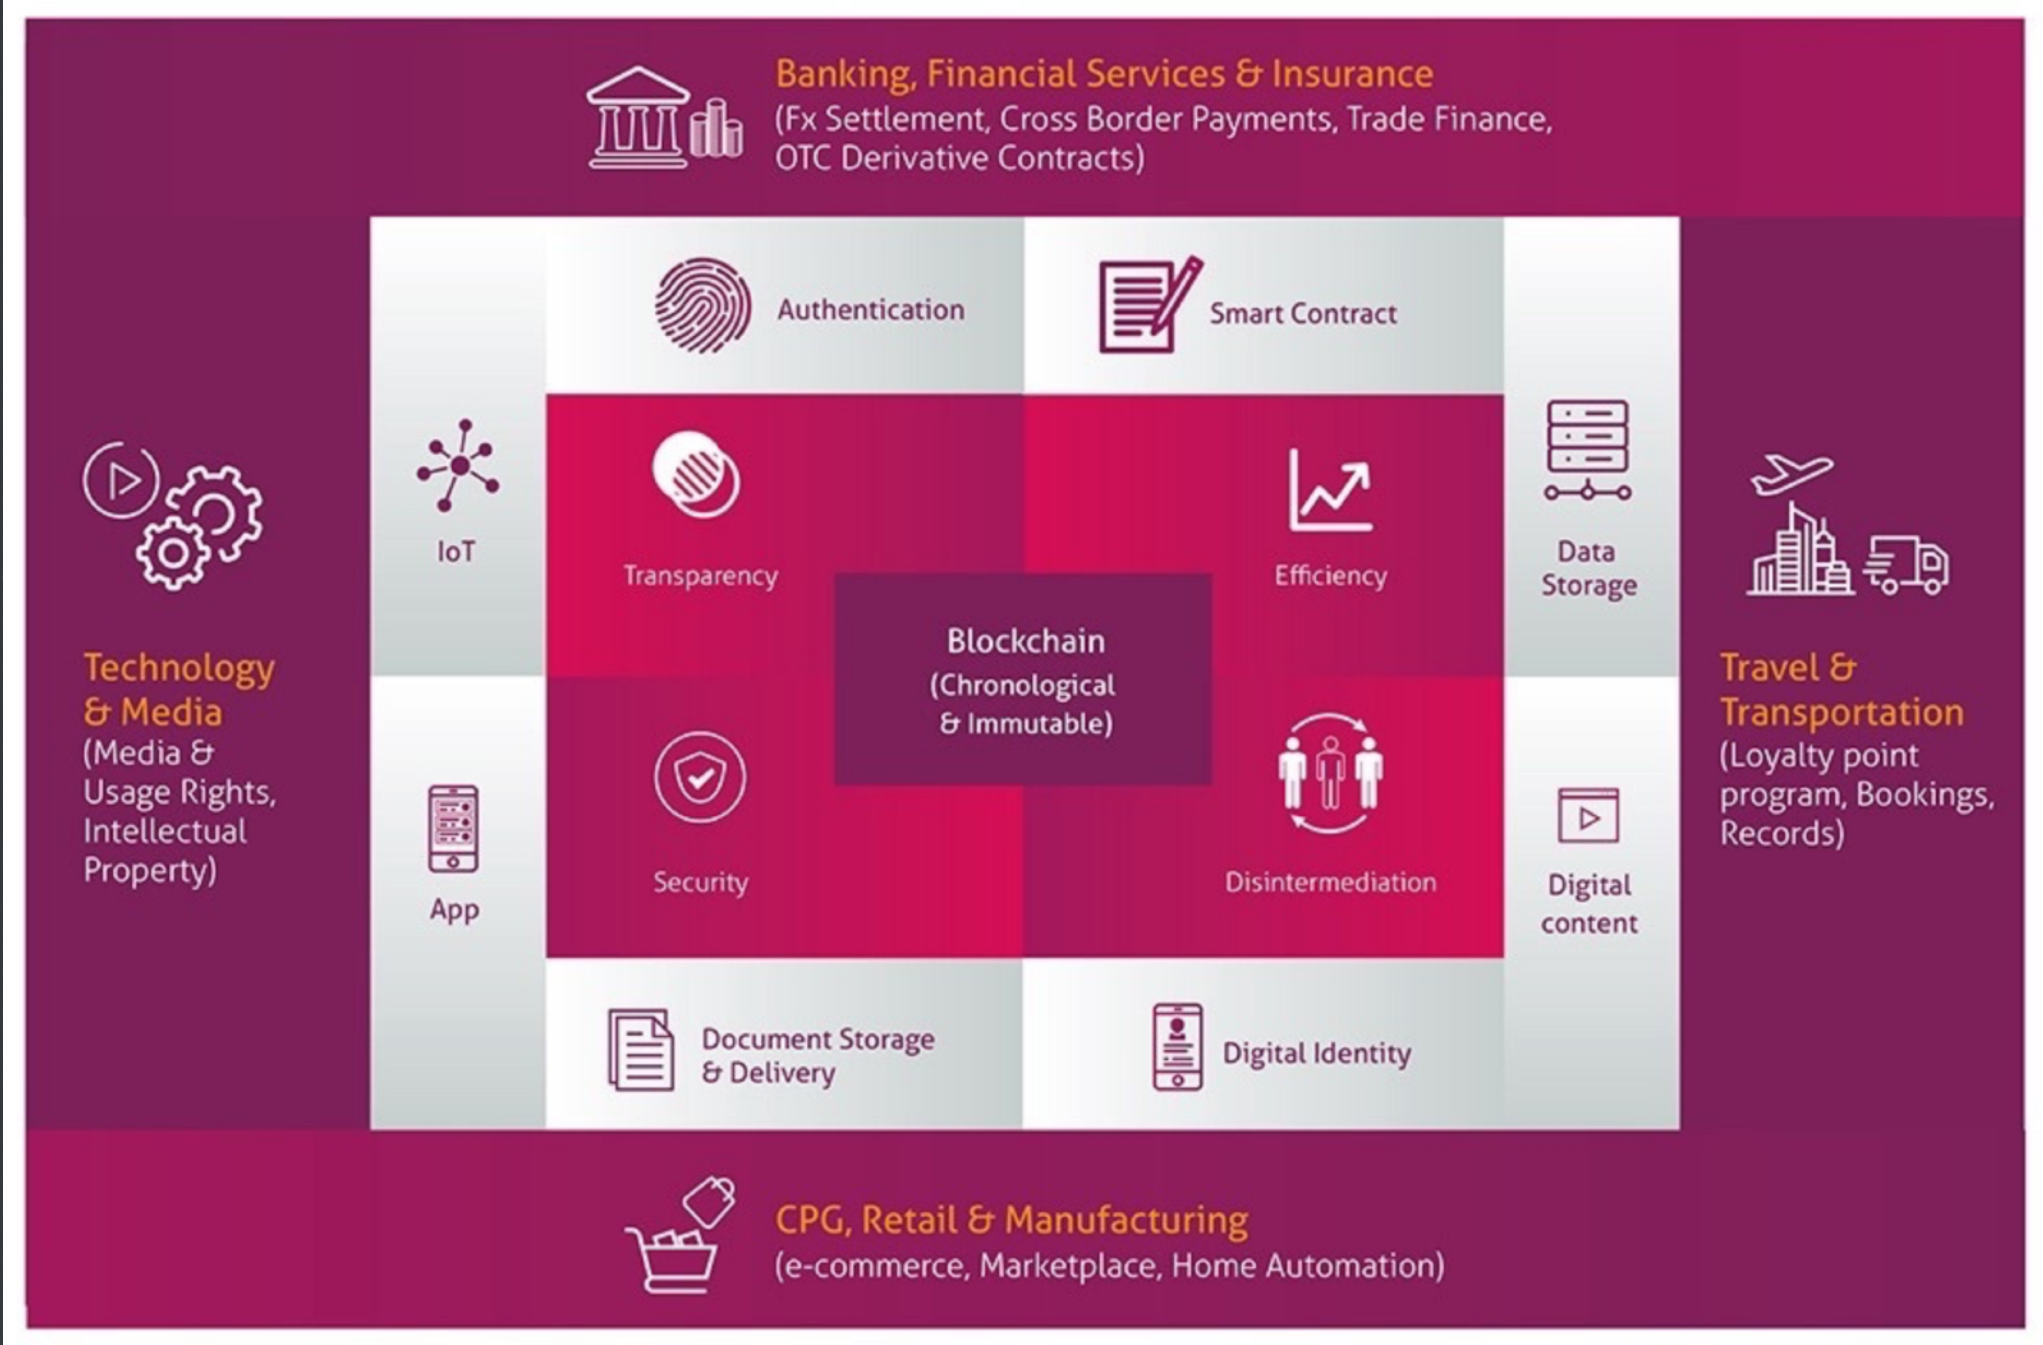 Banking, Financial Services & Insurance
(Fx Settlement, Cross Border Payments, Trade Finance,
OTC Derivative Contracts)
Authentication
Smart Contract
IoT
Transparency
Efficiency
Data
Storage
Blockchain
(Chronological
& Immutable)
Technology
& Media
(Media &
Usage Rights,
Intellectual
Property)
Travel &
Transportation
(Loyalty point
program, Bookings,
Records)
App
Security
Disintermediation
Digital
content
Document Storage
& Delivery
Digital Identity
CPG, Retail & Manufacturing
(e-commerce, Marketplace, Home Automation)